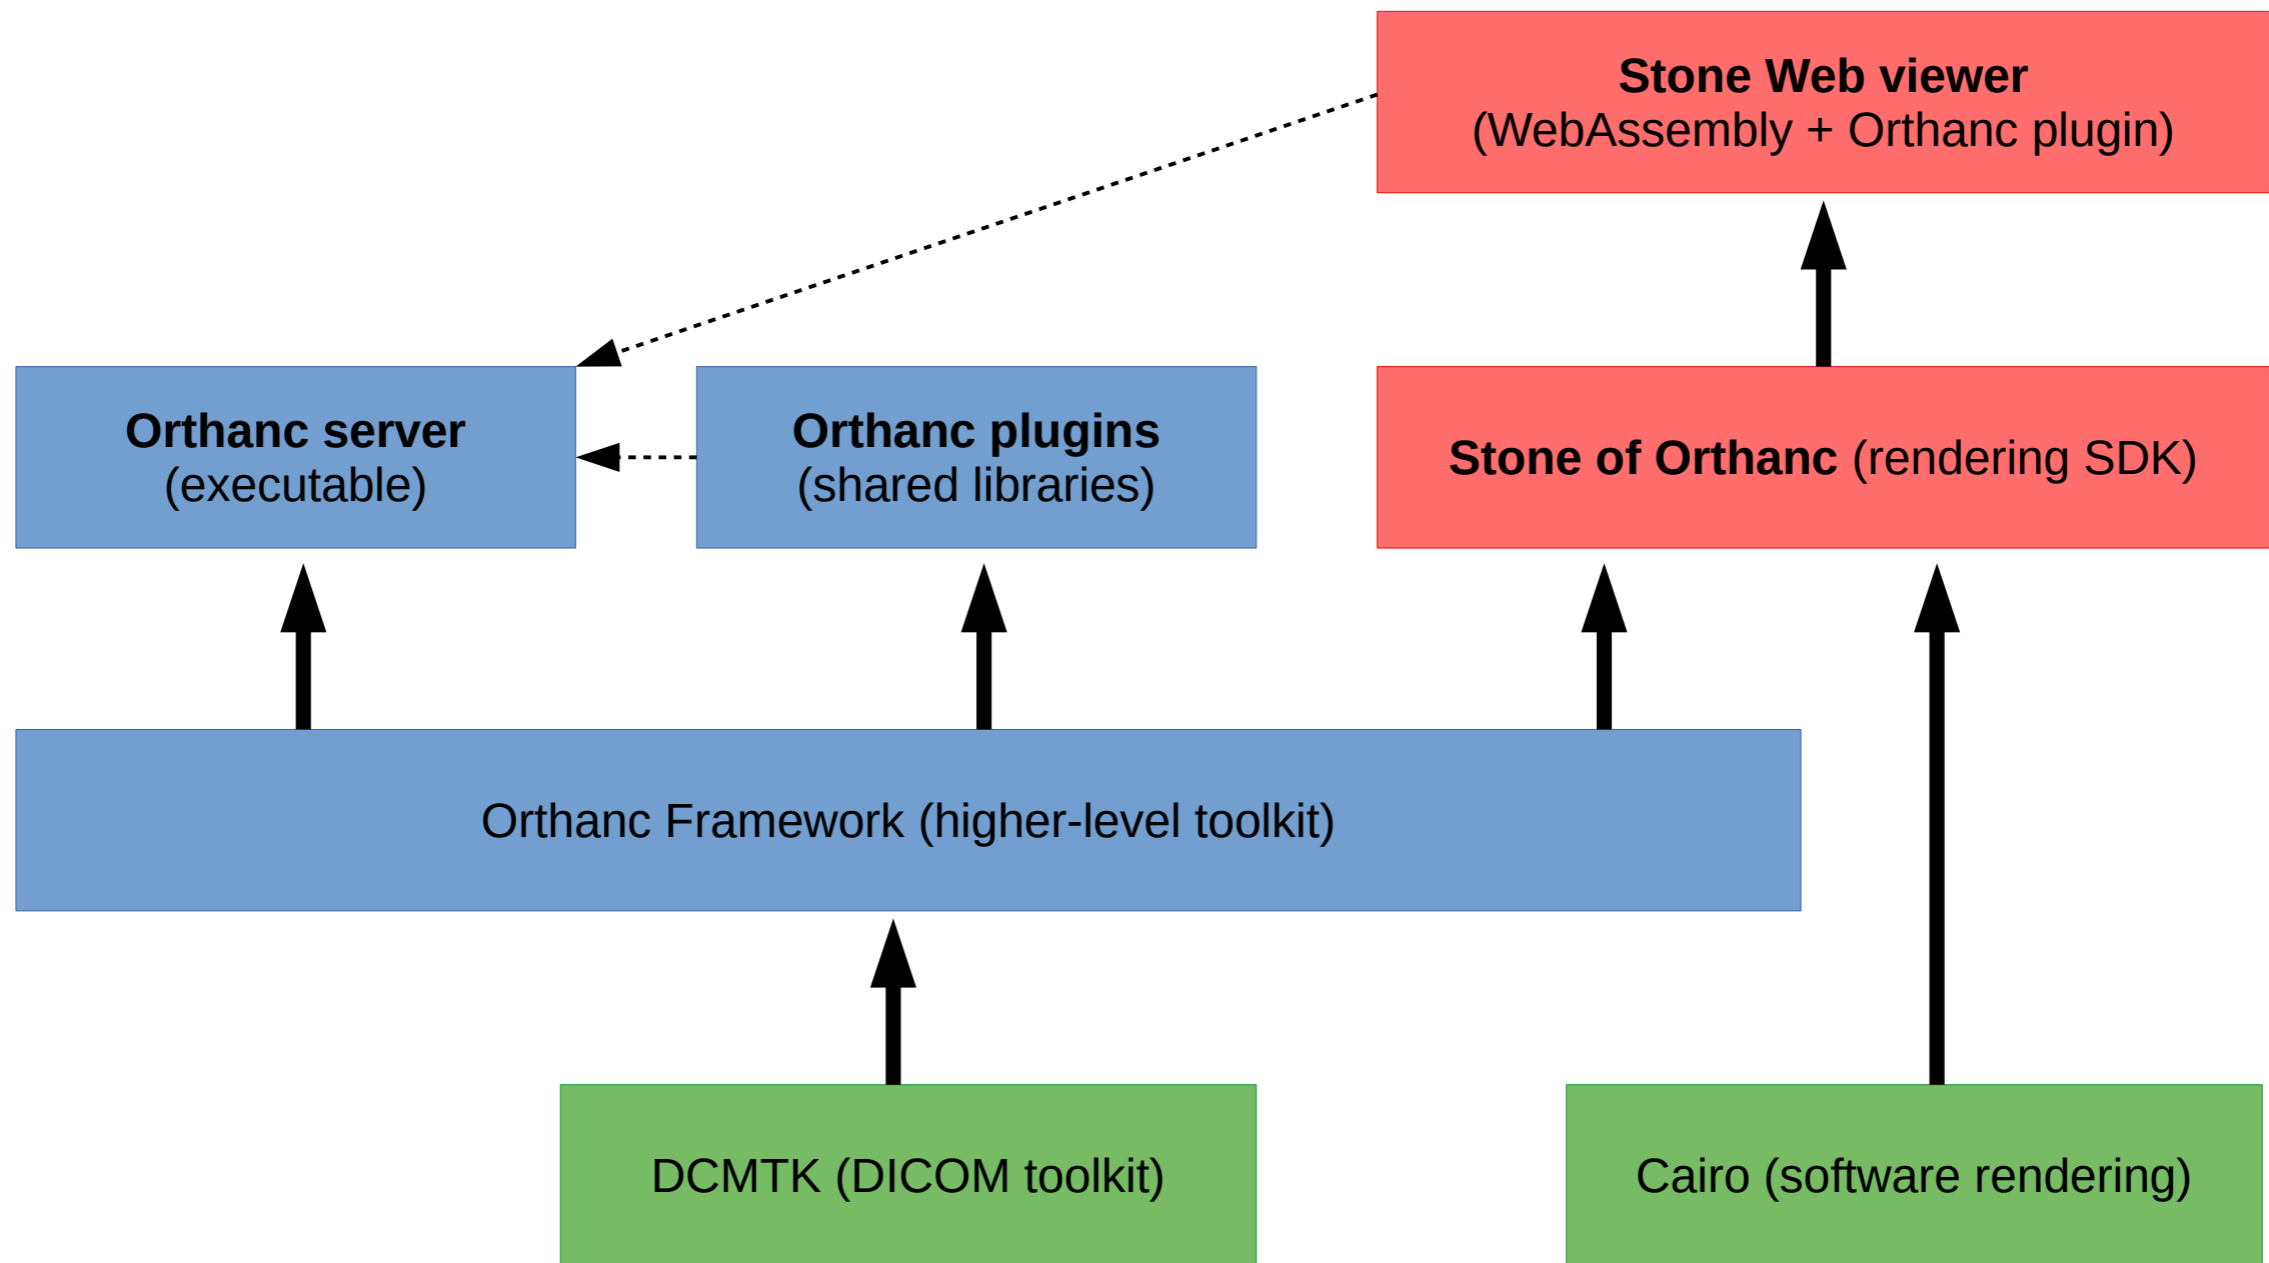 Stone Web viewer
(WebAssembly + Orthanc plugin)
Orthanc server
(executable)
Orthanc plugins
(shared libraries)
Stone of Orthanc (rendering SDK)
Orthanc Framework (higher-level toolkit)
DCMTK (DICOM toolkit)
Cairo (software rendering)